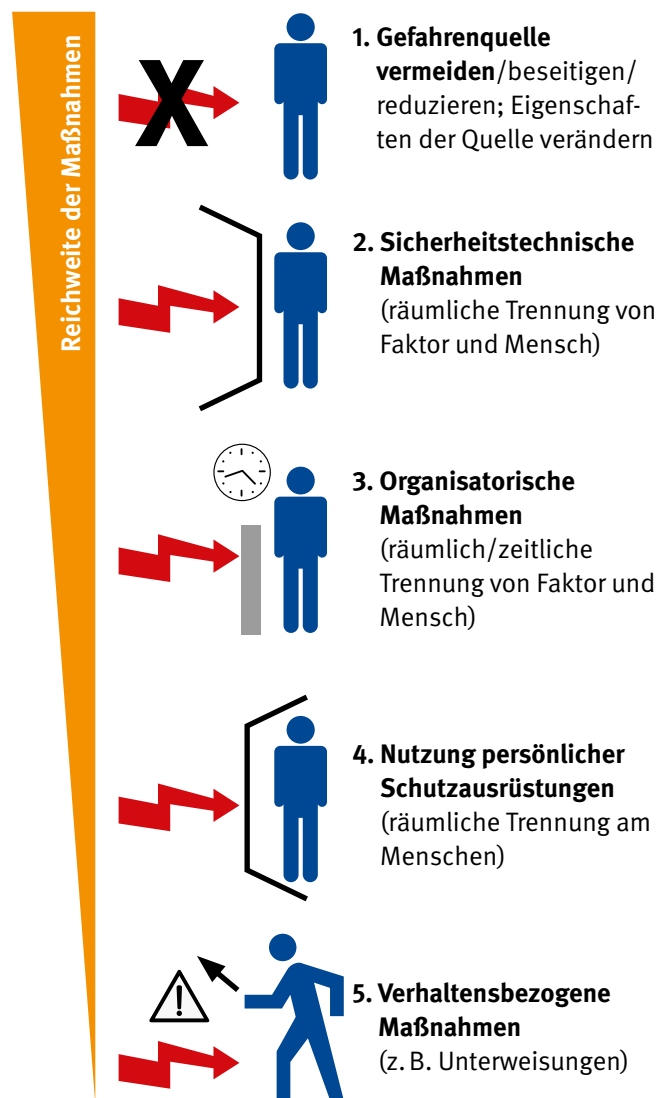 Reichweite der Maßnahmen
1. Gefahrenquelle
vermeiden/beseitigen/
reduzieren; Eigenschaf-
ten der Quelle verändern
2. Sicherheitstechnische
Maßnahmen
(räumliche Trennung von
Faktor und Mensch)
3. Organisatorische
Maßnahmen
(räumlich/zeitliche
Trennung von Faktor und
Mensch)
4. Nutzung persönlicher
Schutzausrüstungen
(räumliche Trennung am
Menschen)
5. Verhaltensbezogene
Maßnahmen
(z. B. Unterweisungen)